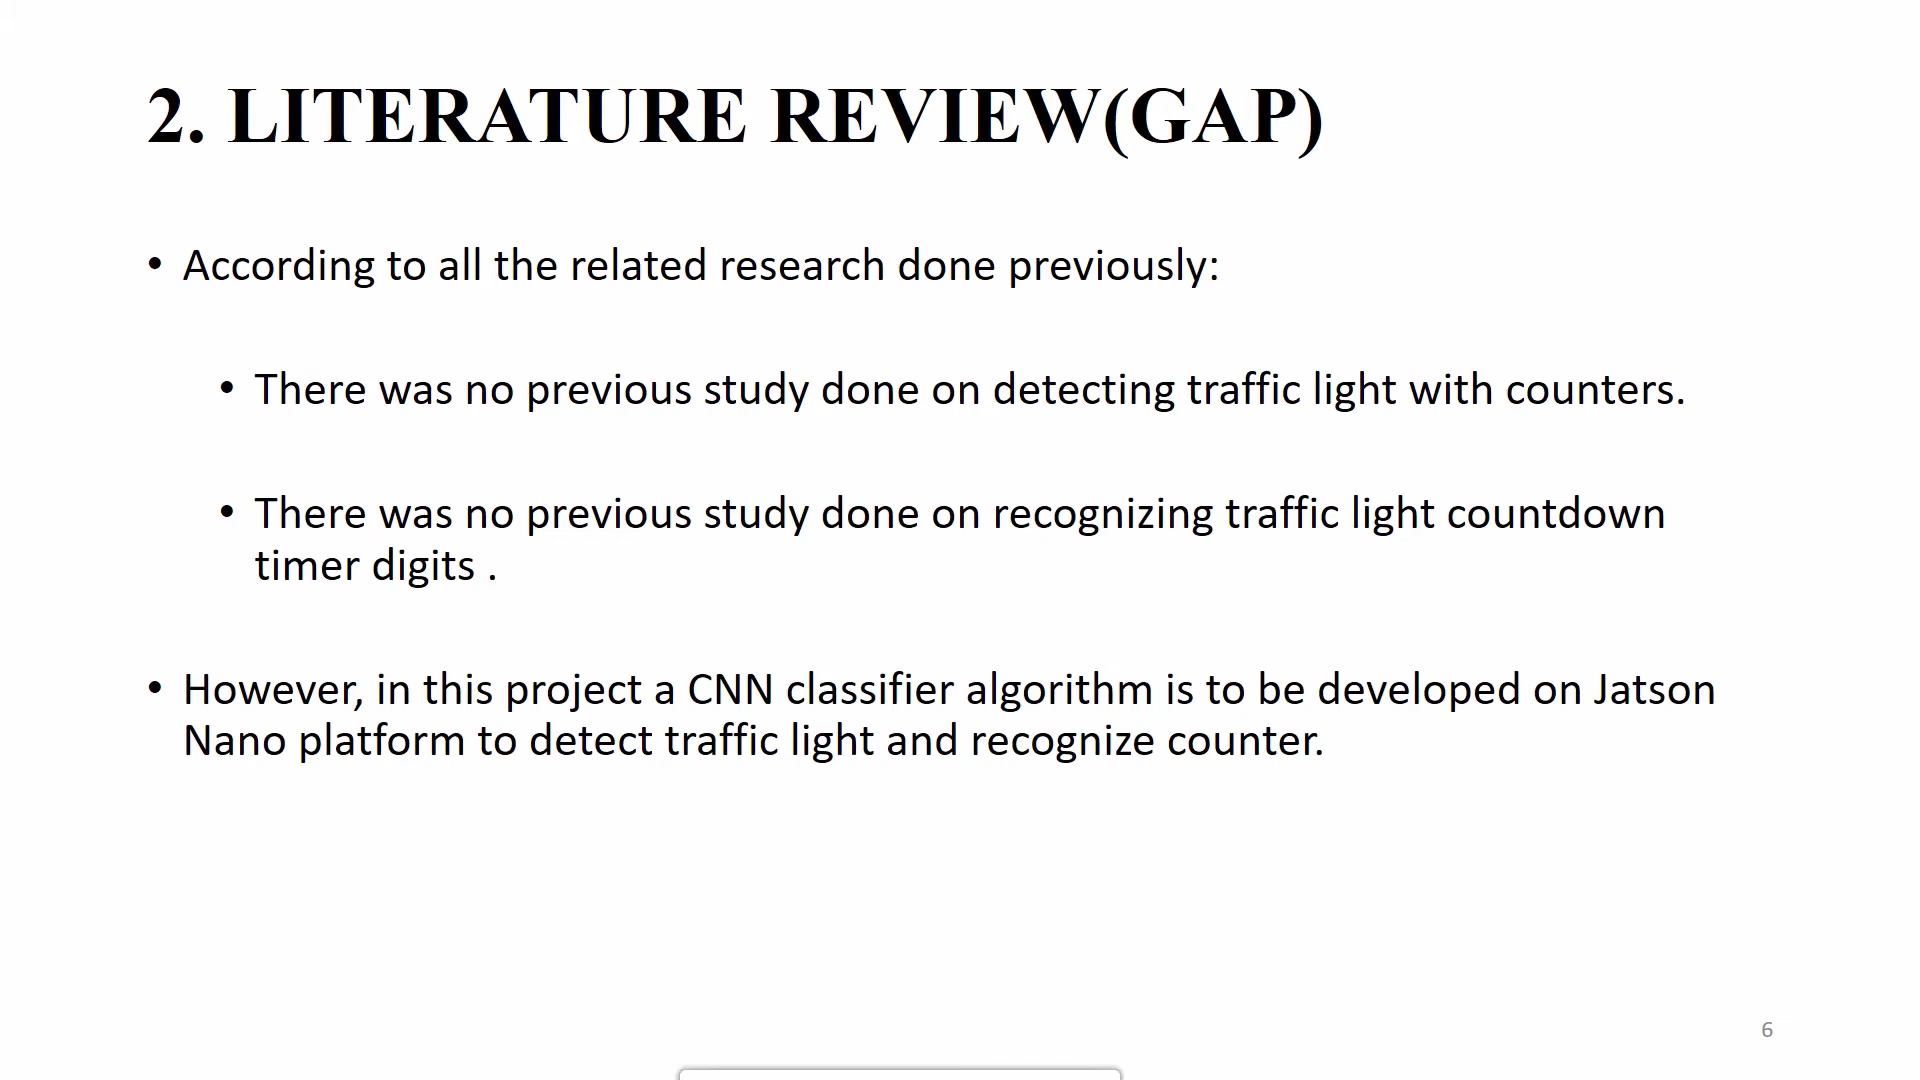 2. LITERATURE REVIEW(GAP)
• According to all the related research done previously:
• There was no previous study done on detecting traffic light with counters.
• There was no previous study done on recognizing traffic light countdown
timer digits .
• However, in this project a CNN classifier algorithm is to be developed on Jatson
Nano platform to detect traffic light and recognize counter.
6